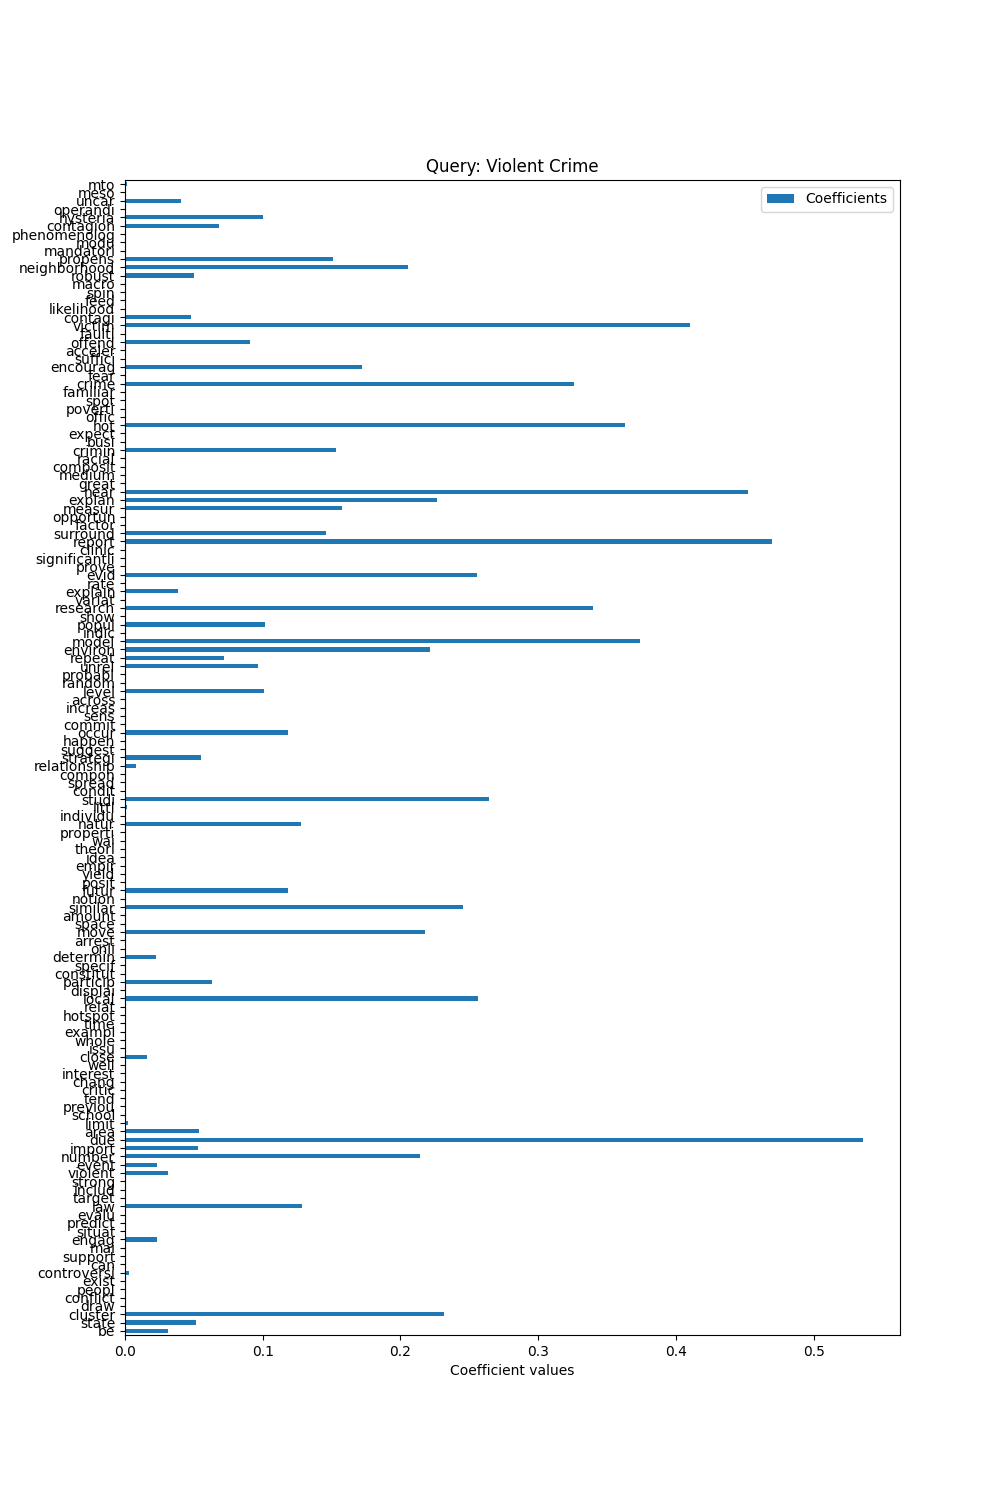 Query: Violent Crime
Coefficients
mto
meso
uncar
operandi
hysteria
contagion
phenomenolog
modu
mandatori
propens
neighborhood
robust
macro
spin
feed
likelihood
contagi
victim
faulti
offend
acceler
suffici
encourag
fear
crime
familiar
spot
poverti
offic
hot
expect
busi
crimin
racial
composit
medium
great
near
explan
measur
opportun
factor
surround
report
clinic
significantli
prove
evid
rate
explain
variat
research
show
popul
indic
model
environ
repeat
unrel
probabl
random
level
across
increas
sens
commit
occur
happen
suggest
strategi
relationship
compon
spread
condit
studi
littl
individu
natur
properti
wai
theori
idea
empir
yield
posit
futur
notion
similar
amount
space
move
arrest
onli
determin
specif
constitut
particip
displai
local
relat
hotspot
time
exampl
whole
issu
close
well
interest
chang
critic
tend
previou
school
limit
area
due
import
number
event
violent
strong
includ
target
law
evalu
predict
situat
engag
mai
support
can
controversi
exist
peopl
conflict
draw
cluster
state
be
0.0 0.1 0.2 0.3 0.4 0.5
Coefficient values